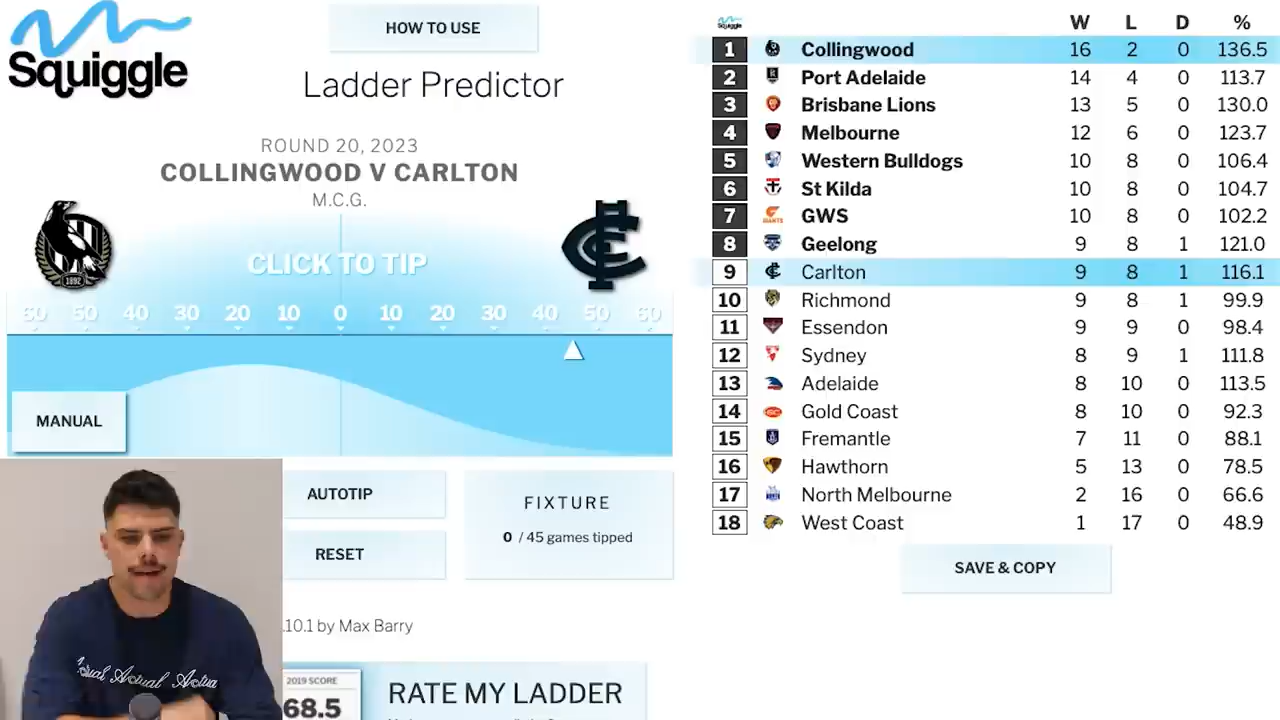 Squiggle
HOW TO USE
Ladder Predictor
ROUND 20, 2023
COLLINGWOOD V CARLTON
M.C.G.
1892
CLICK TO TIP
60 50 40 30 20 10 0 10 20 30 40 50 60
MANUAL
AUTOTIP
RESET
FIXTURE
0 / 45 games tipped
.10.1 by Max Barry
2019 SCORE
68.5
RATE MY LADDER
Actual Actual Actua
Squiggle W L D %
1 Collingwood 16 2 0 136.5
2 Port Adelaide 14 4 0 113.7
3 Brisbane Lions 13 5 0 130.0
4 Melbourne 12 6 0 123.7
5 Western Bulldogs 10 8 0 106.4
6 St Kilda 10 8 0 104.7
7 GWS 10 8 0 102.2
8 Geelong 9 8 1 121.0
9 Carlton 9 8 1 116.1
10 Richmond 9 8 1 99.9
11 Essendon 9 9 0 98.4
12 Sydney 8 9 1 111.8
13 Adelaide 8 10 0 113.5
14 Gold Coast 8 10 0 92.3
15 Fremantle 7 11 0 88.1
16 Hawthorn 5 13 0 78.5
17 North Melbourne 2 16 0 66.6
18 West Coast 1 17 0 48.9
SAVE & COPY